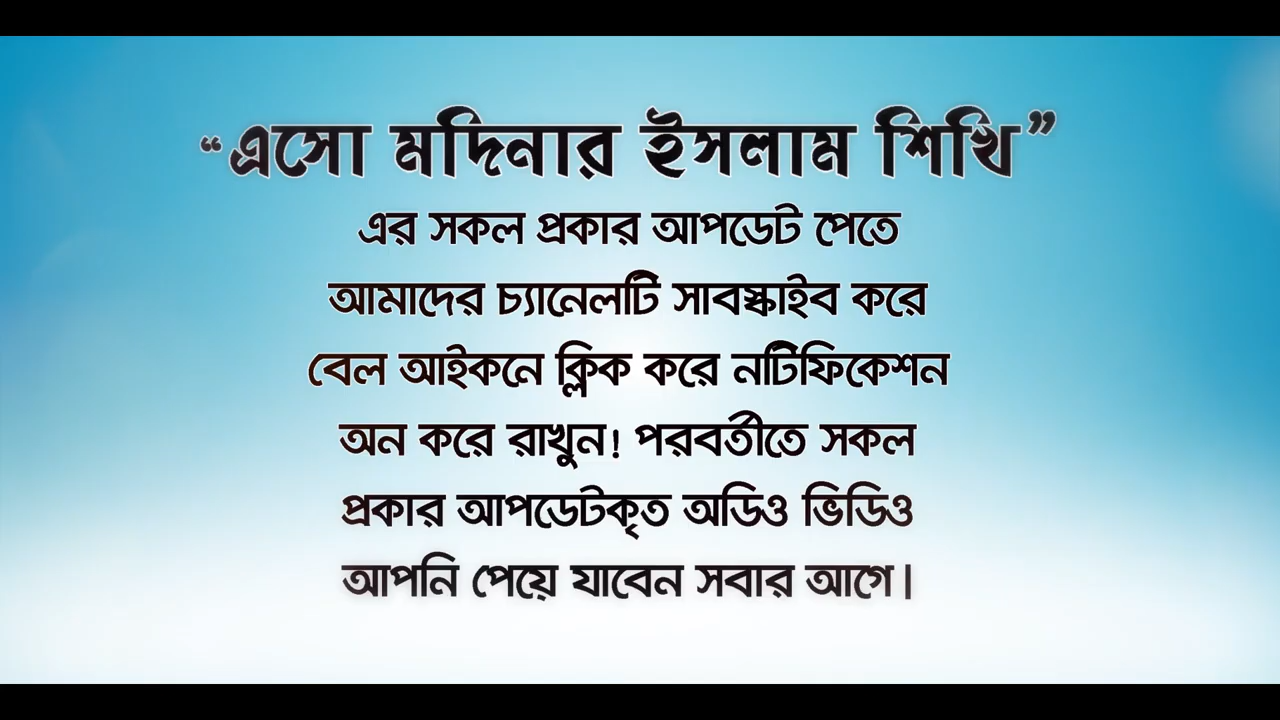 “এসো মদিনার ইসলাম শিখি”
এর সকল প্রকার আপডেট পেতে
আমাদের চ্যানেলটি সাবস্কাইব করে
বেল আইকনে ক্লিক করে নটিফিকেশন
অন করে রাখুন! পরবর্তীতে সকল
প্রকার আপডেটকৃত অডিও ভিডিও
আপনি পেয়ে যাবেন সবার আগে।